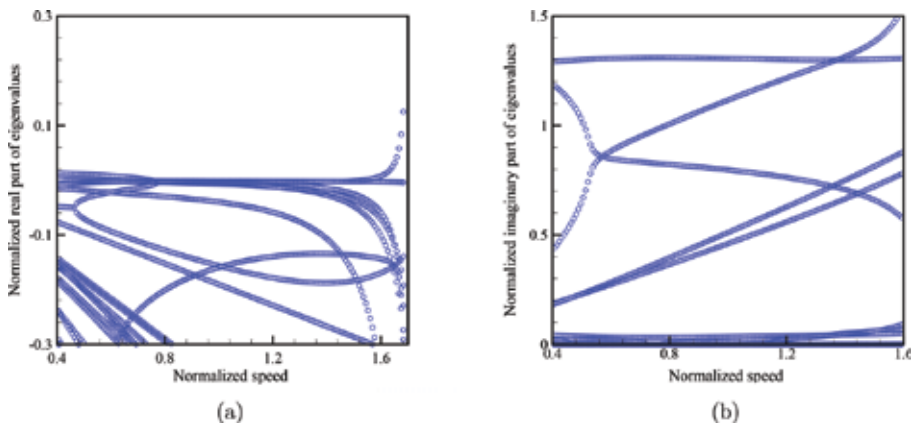 0.3
0.1
-0.1
-0.3
0.4
0.8
1.2
1.6
Normalized real part of eigenvalues
Normalized speed
(a)
1.5
1
0.5
0
0.4
0.8
1.2
1.6
Normalized imaginary part of eigenvalues
Normalized speed
(b)